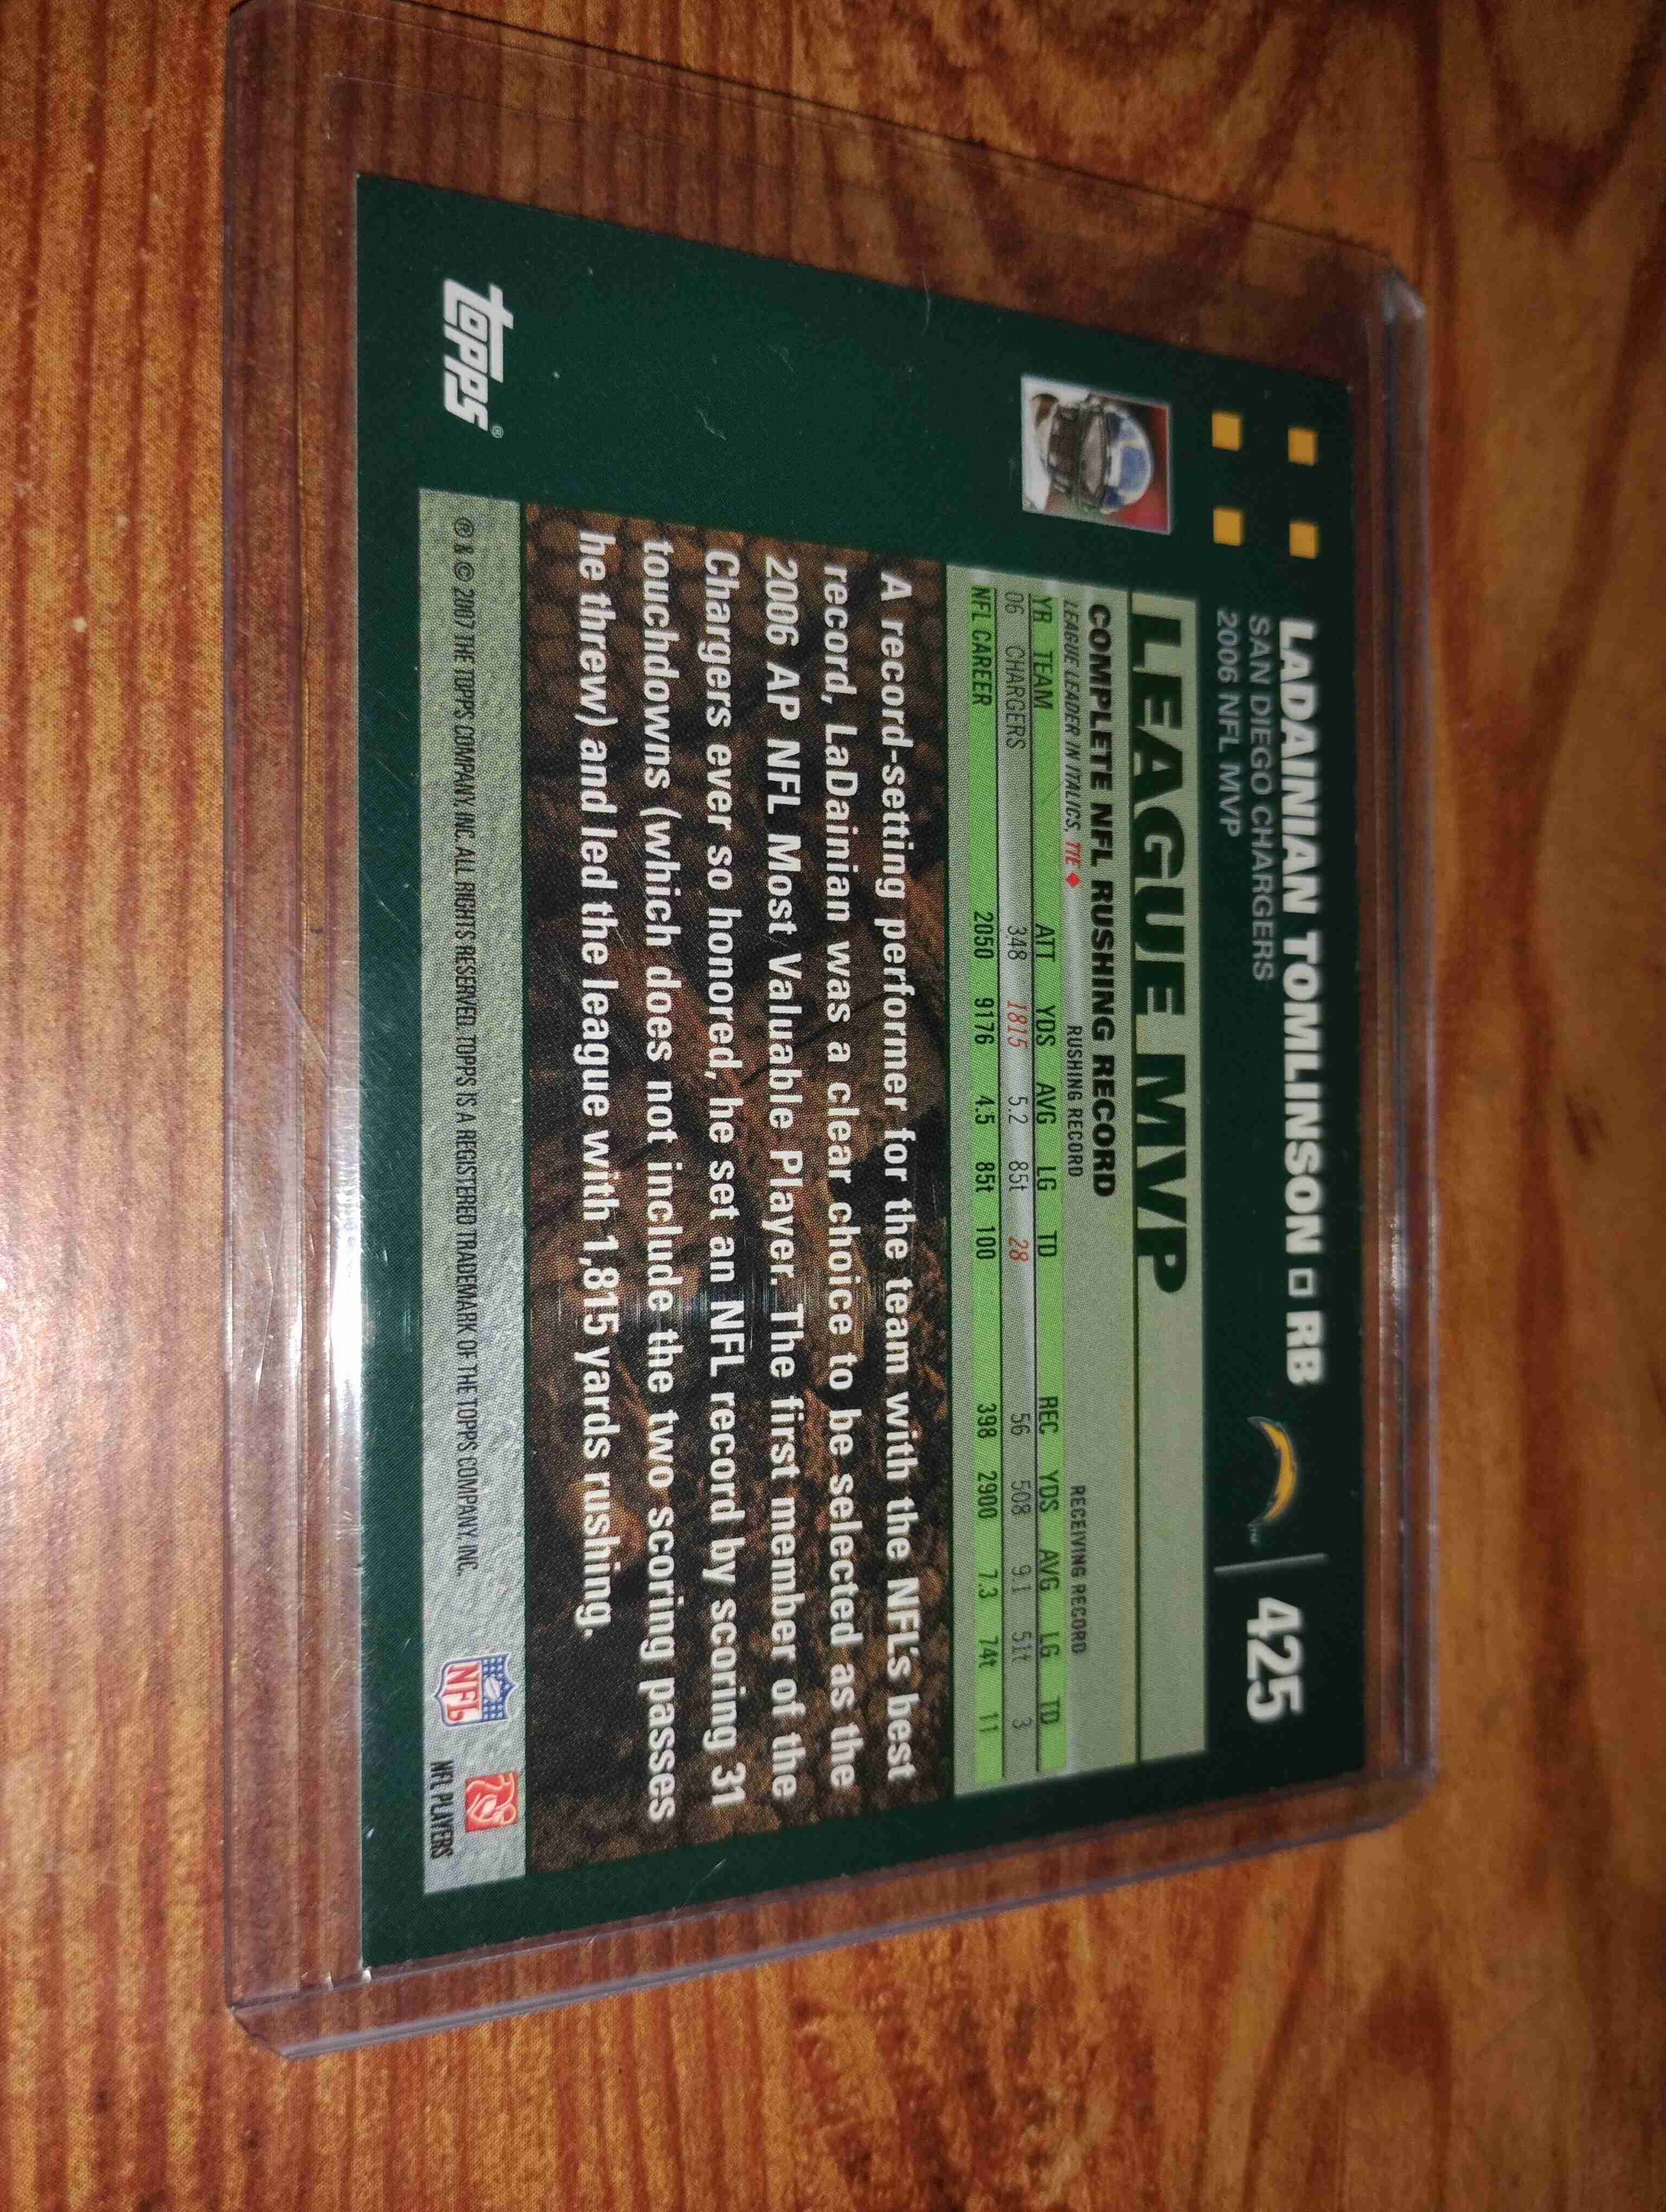 LADAINIAN TOMLINSON □ RB
425
SAN DIEGO CHARGERS
2006 NFL MVP
LEAGUE MVP
COMPLETE NFL RUSHING RECORD
LEAGUE LEADER IN ITALICS, TIE ♦ RUSHING RECORD RECEIVING RECORD
YR TEAM ATT YDS AVG LG TD REC YDS AVG LG TD
06 CHARGERS 348 1815 5.2 85t 28 56 508 9.1 51t 3
NFL CAREER 2050 9176 4.5 85t 100 398 2900 7.3 74t 11
A record-setting performer for the team with the NFL's best
record, LaDainian was a clear choice to be selected as the
2006 AP NFL Most Valuable Player. The first member of the
Chargers ever so honored, he set an NFL record by scoring 31
touchdowns (which does not include the two scoring passes
he threw) and led the league with 1,815 yards rushing.
topps®
® & © 2007 THE TOPPS COMPANY, INC. ALL RIGHTS RESERVED. TOPPS IS A REGISTERED TRADEMARK OF THE TOPPS COMPANY, INC.
NFL
NFL PLAYERS